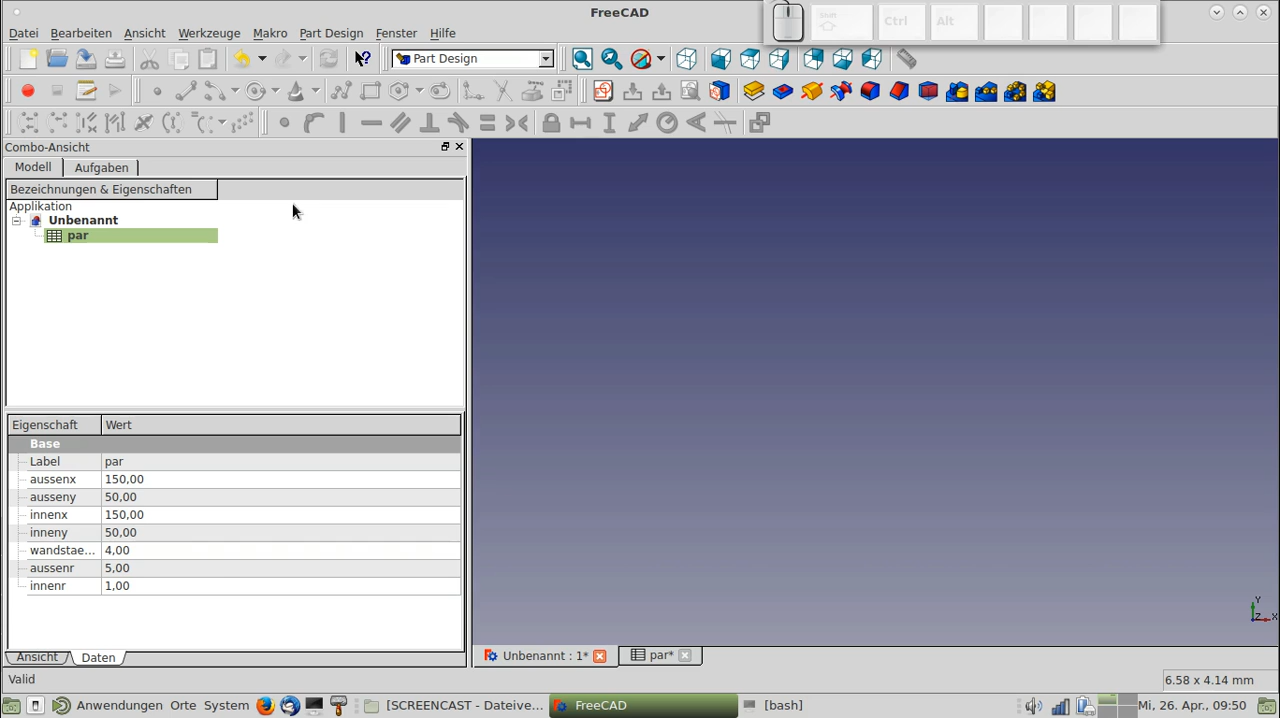 FreeCAD
Shift Ctrl Alt
Datei Bearbeiten Ansicht Werkzeuge Makro Part Design Fenster Hilfe
Part Design
Combo-Ansicht
Modell Aufgaben
Bezeichnungen & Eigenschaften
Applikation
Unbenannt
par
Eigenschaft Wert
Base
Label par
aussenx 150,00
ausseny 50,00
innenx 150,00
inneny 50,00
wandstae... 4,00
aussenr 5,00
innenr 1,00
Y
Z X
Ansicht Daten
Unbenannt : 1* par*
Valid 6.58 x 4.14 mm
Anwendungen Orte System [SCREENCAST - Dateive... FreeCAD [bash] Mi, 26. Apr., 09:50